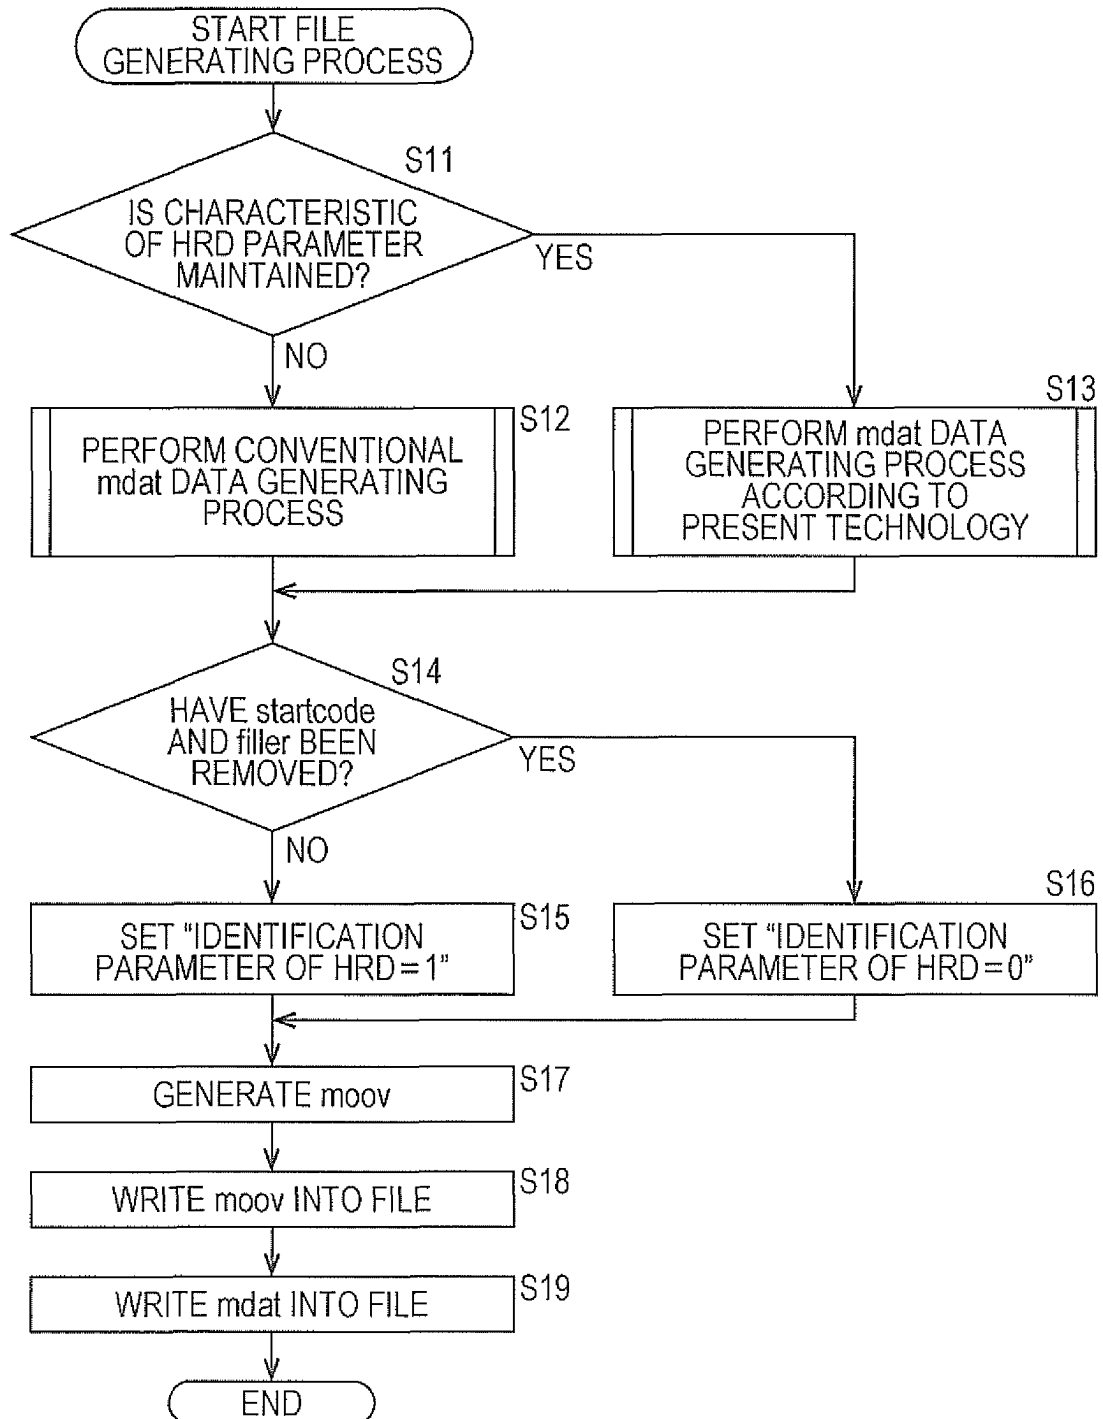 START FILE
GENERATING PROCESS
S11
IS CHARACTERISTIC
OF HRD PARAMETER
MAINTAINED?
YES
NO
S12
PERFORM CONVENTIONAL
mdat DATA GENERATING
PROCESS
S13
PERFORM mdat DATA
GENERATING PROCESS
ACCORDING TO
PRESENT TECHNOLOGY
S14
HAVE startcode
AND filler BEEN
REMOVED?
YES
NO
S15
SET “IDENTIFICATION
PARAMETER OF HRD=1”
S16
SET “IDENTIFICATION
PARAMETER OF HRD=0”
GENERATE moov
S17
WRITE moov INTO FILE
S18
WRITE mdat INTO FILE
S19
END